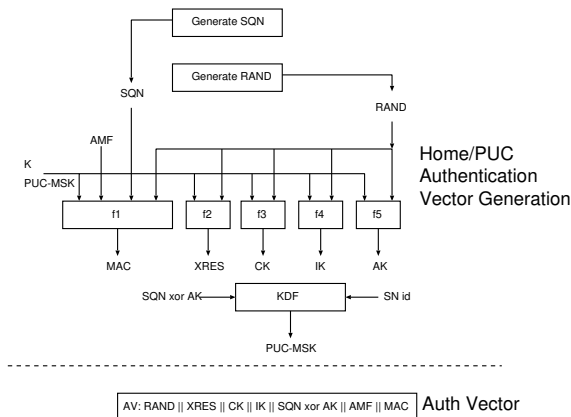 Generate SQN
Generate RAND
SQN
RAND
AMF
K
PUC-MSK
Home/PUC
Authentication
Vector Generation
f1
f2
f3
f4
f5
MAC
XRES
CK
IK
AK
SQN xor AK
KDF
SN id
PUC-MSK
AV: RAND || XRES || CK || IK || SQN xor AK || AMF || MAC
Auth Vector